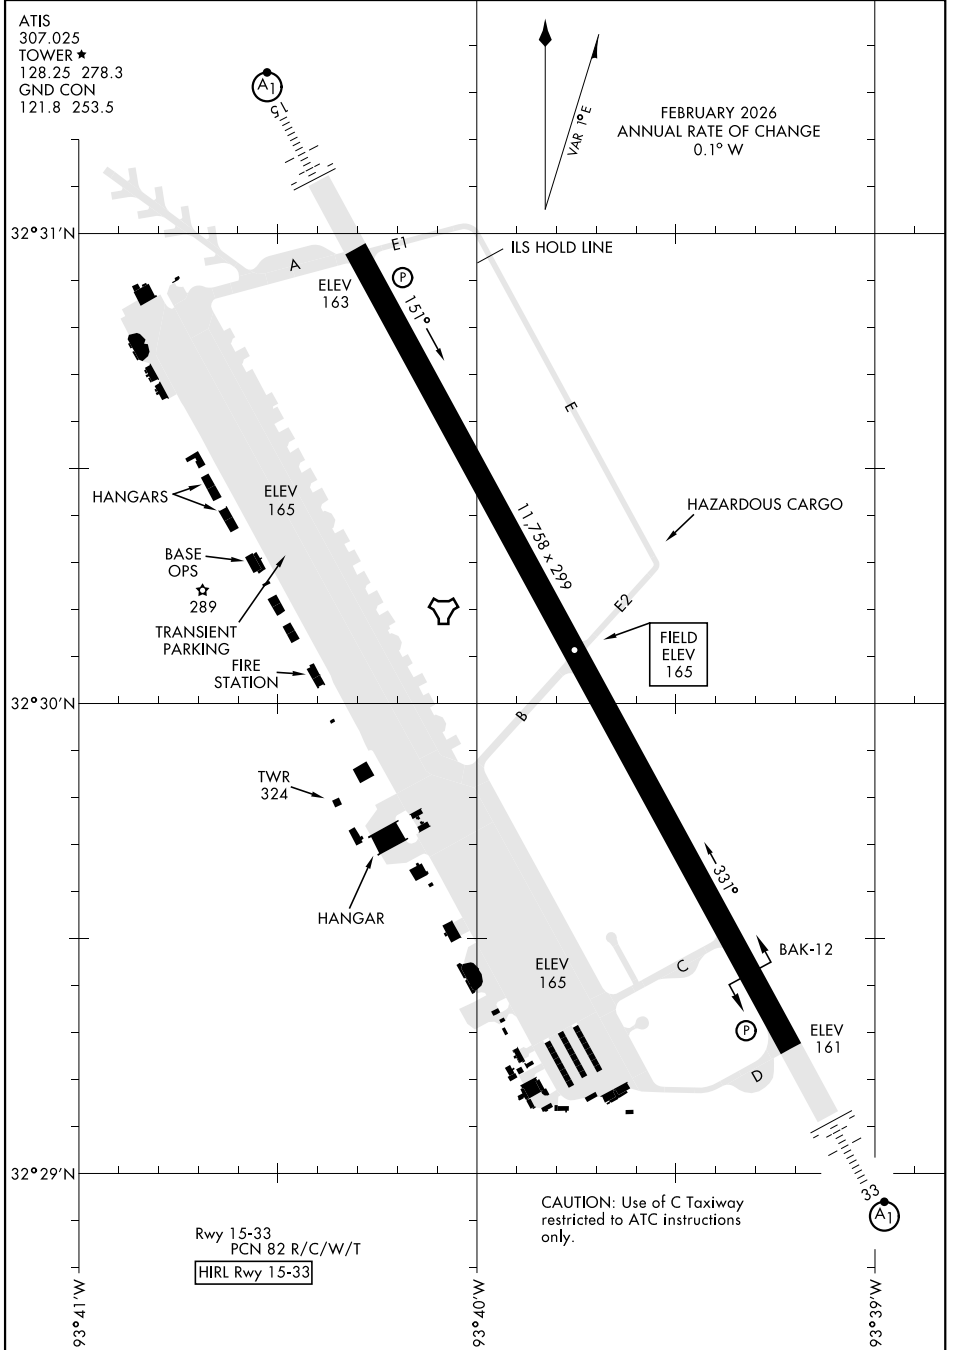 ATIS
307.025
TOWER ★
128.25 278.3
GND CON
121.8 253.5
A1
15
VAR 1° E
FEBRUARY 2026
ANNUAL RATE OF CHANGE
0.1° W
32°31'N
A
E1
ILS HOLD LINE
P
ELEV
163
151°
E
HANGARS
ELEV
165
11,758 x 299
HAZARDOUS CARGO
BASE
OPS
289
E2
TRANSIENT
PARKING
FIELD
ELEV
165
FIRE
STATION
32°30'N
B
TWR
324
331°
HANGAR
BAK-12
ELEV
165
C
P
ELEV
161
D
32°29'N
33
A1
CAUTION: Use of C Taxiway
restricted to ATC instructions
only.
Rwy 15-33
PCN 82 R/C/W/T
HIRL Rwy 15-33
93°41'W
93°40'W
93°39'W